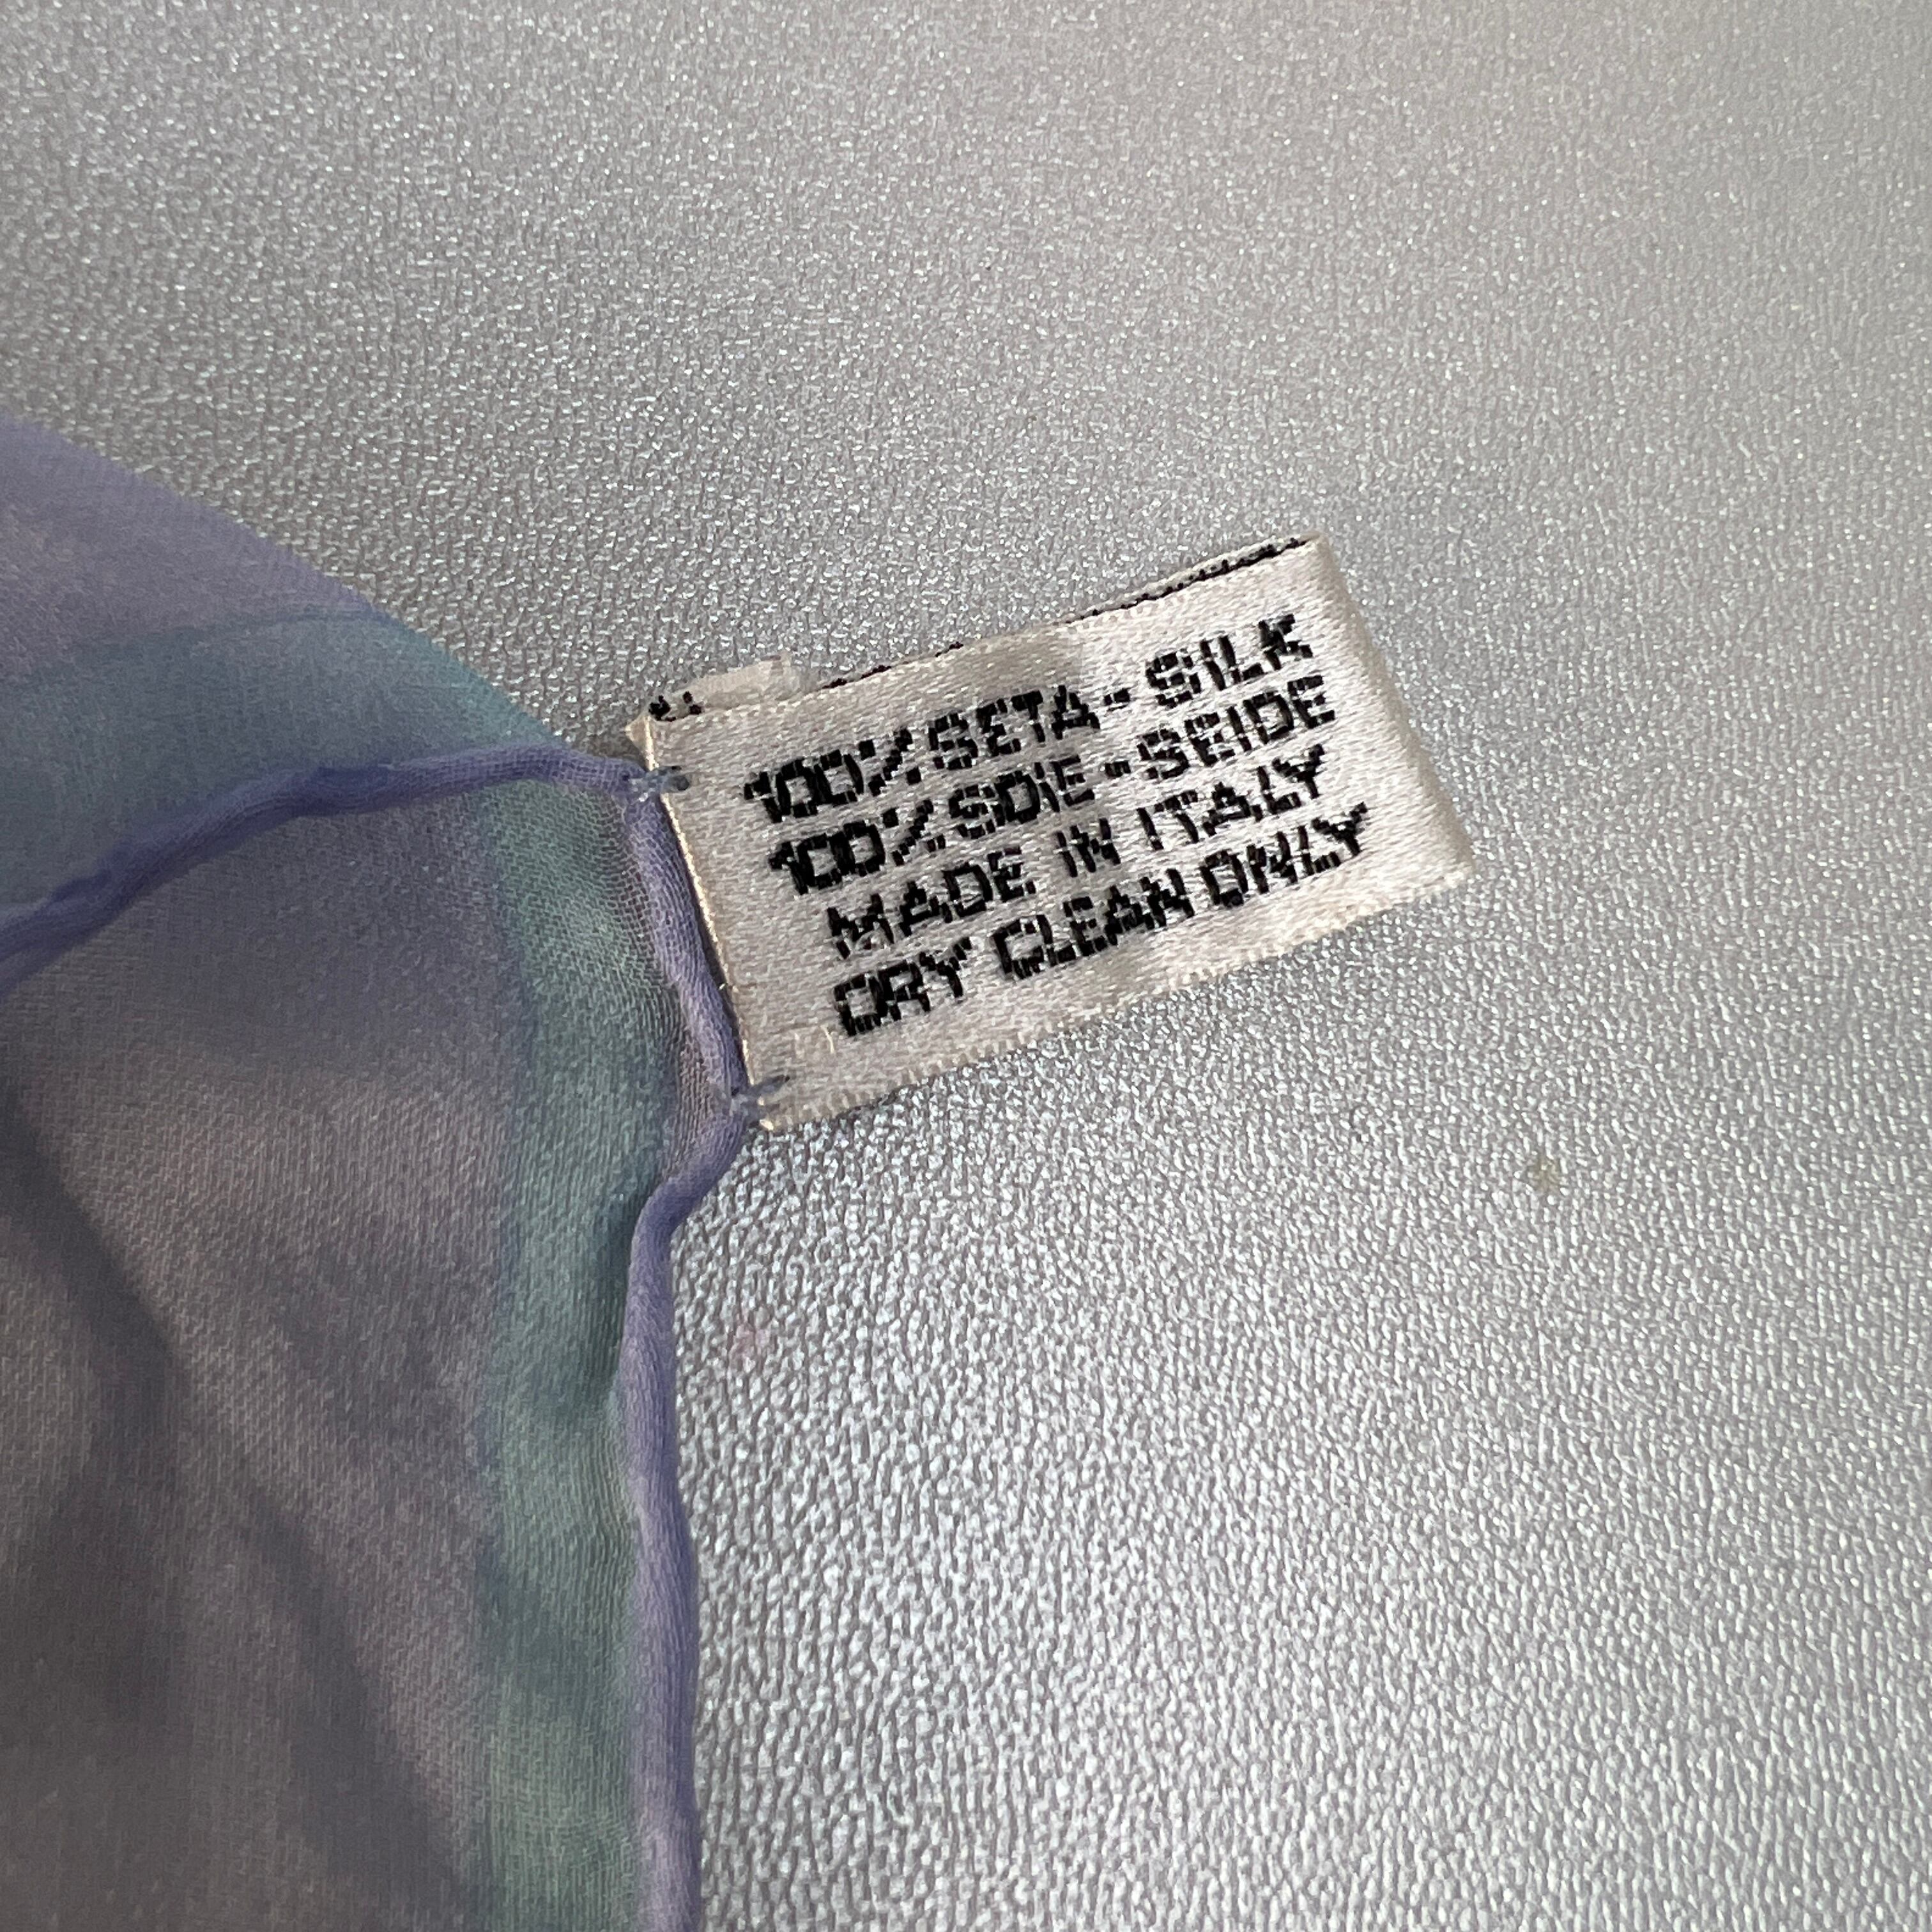 100% SETA - SILK
100% SOIE - SEIDE
MADE IN ITALY
DRY CLEAN ONLY